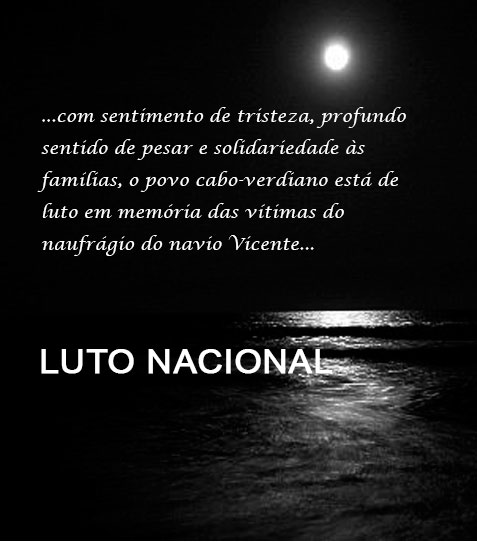 ...com sentimento de tristeza, profundo
sentido de pesar e solidariedade às
famílias, o povo cabo-verdiano está de
luto em memória das vítimas do
naufrágio do navio Vicente...
LUTO NACIONAL